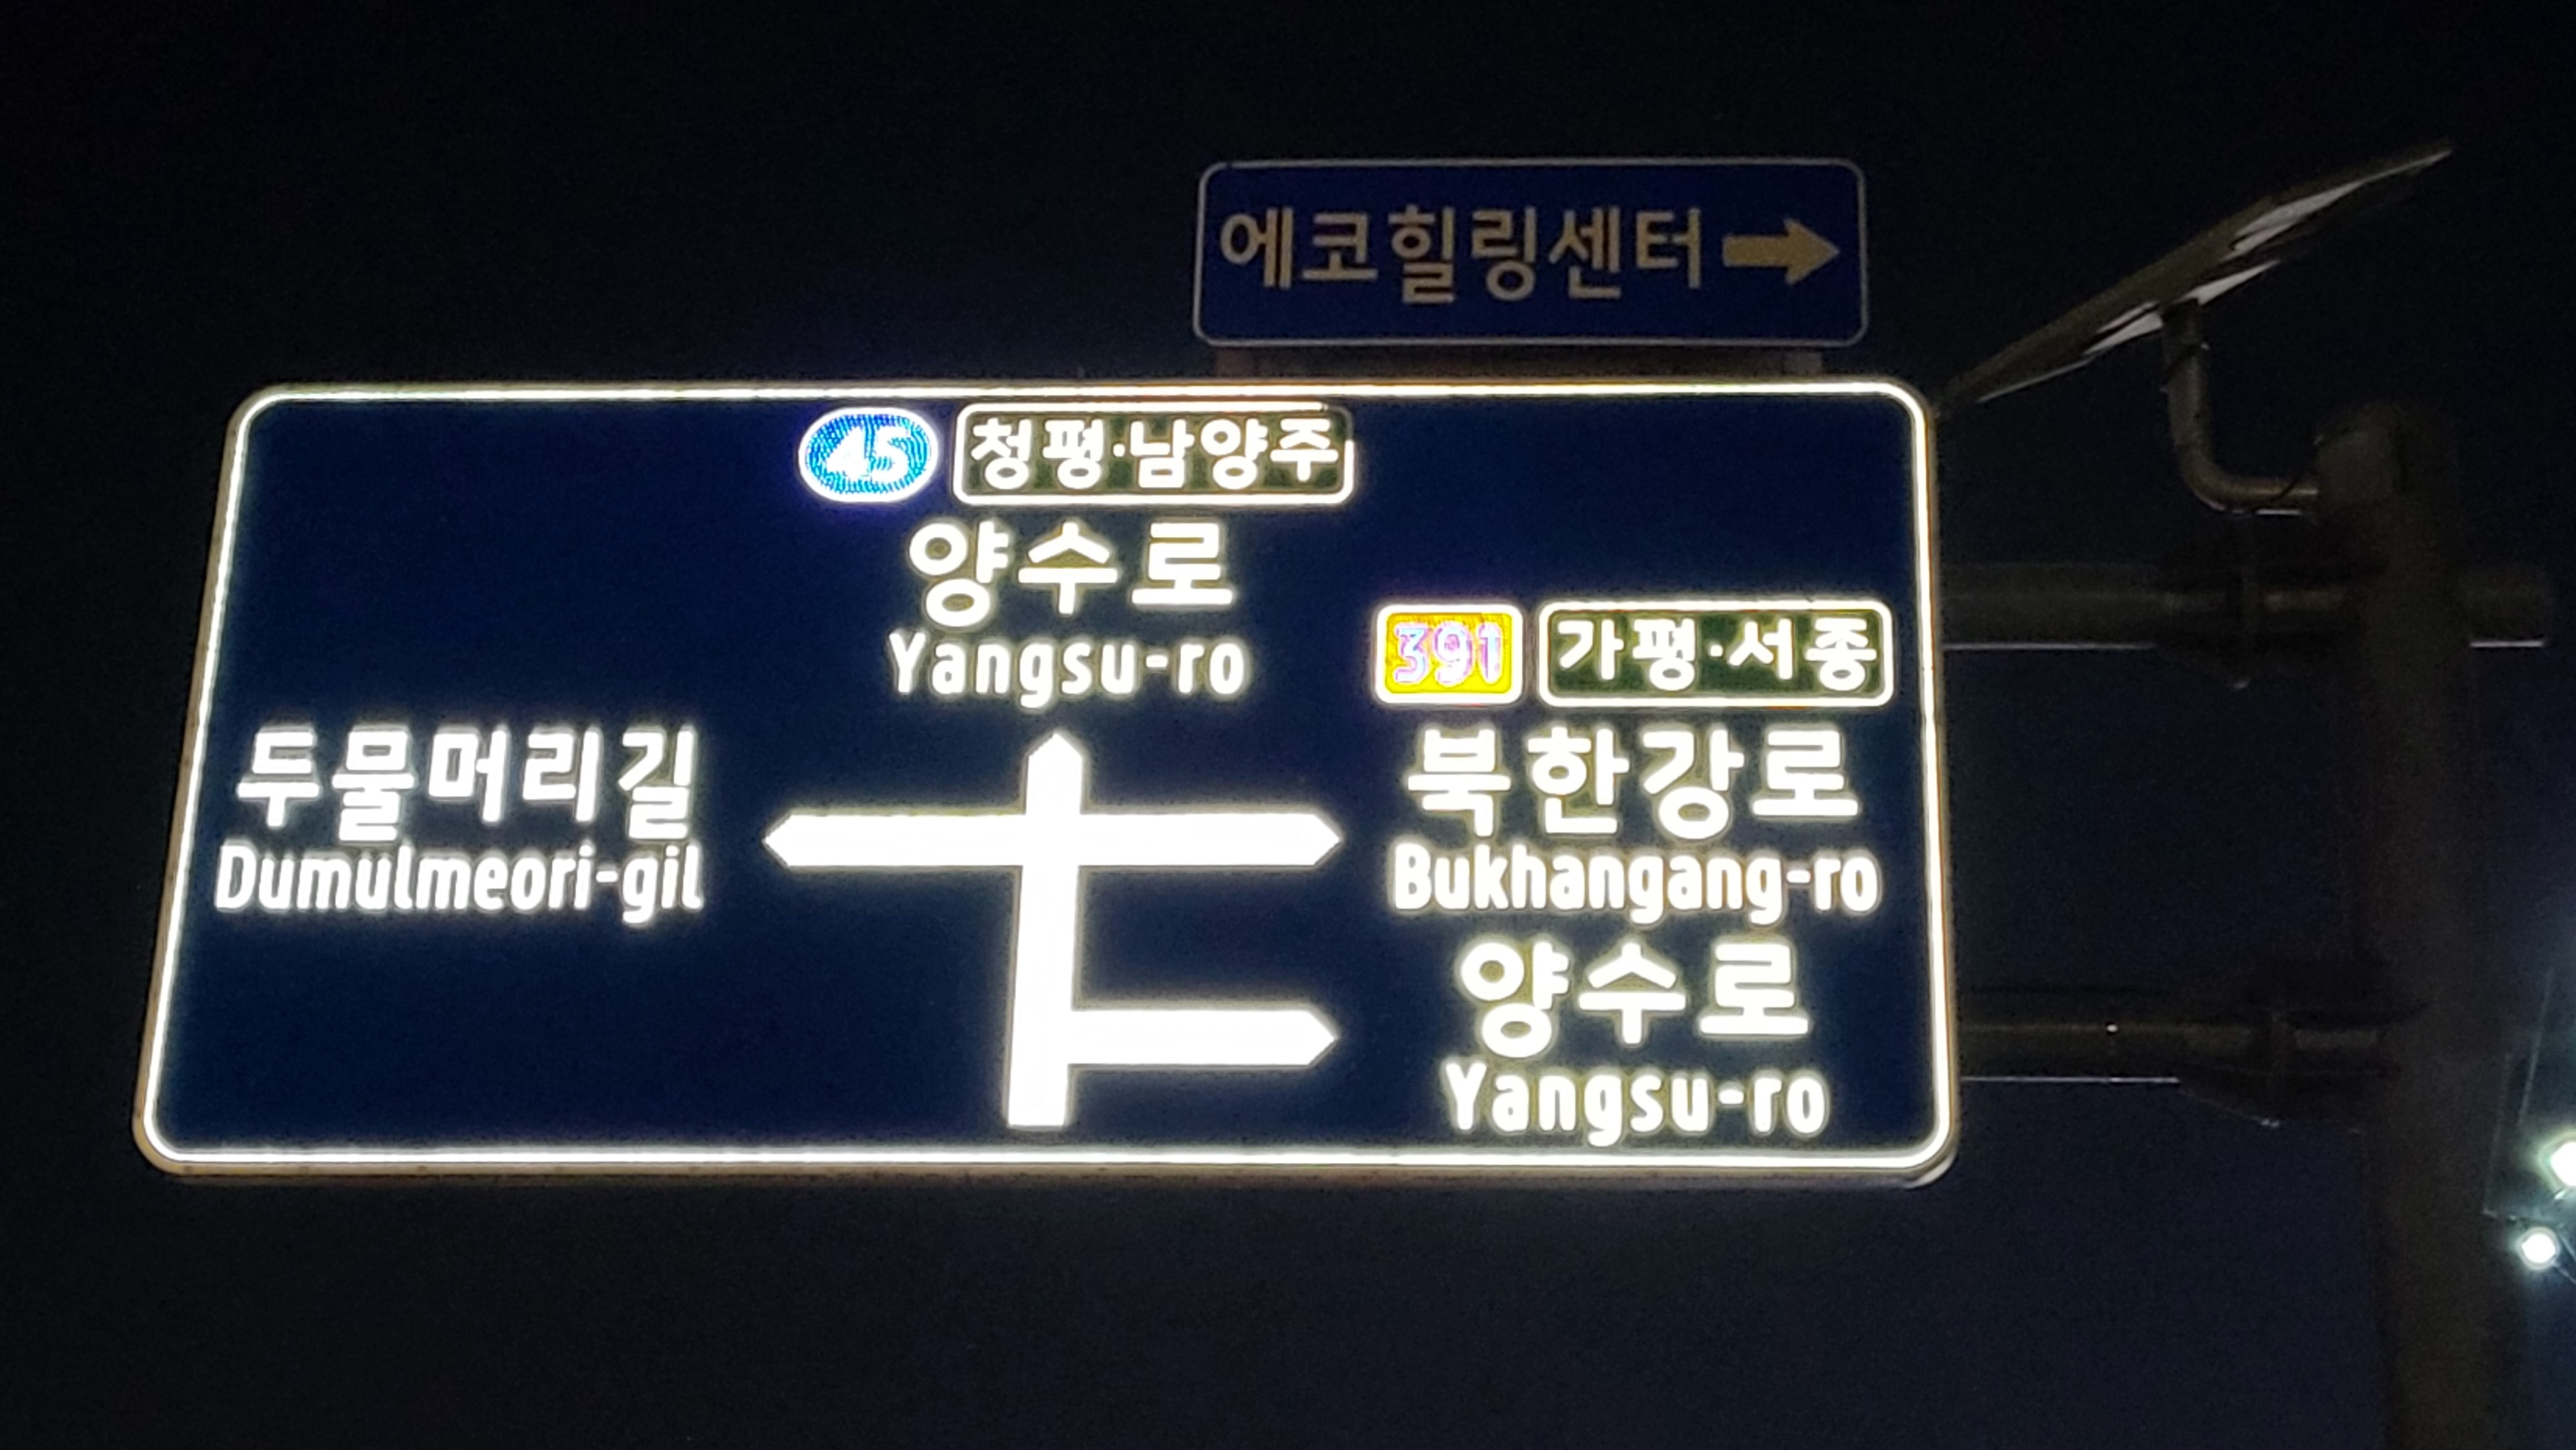 에코힐링센터
45 청평·남양주
양수로
Yangsu-ro
두물머리길
Dumulmeori-gil
391 가평·서종
북한강로
Bukhangang-ro
양수로
Yangsu-ro